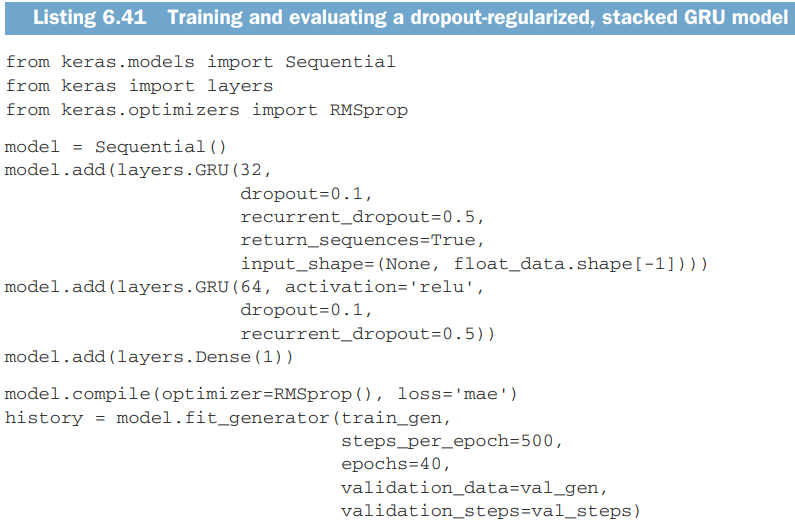 Listing 6.41 Training and evaluating a dropout-regularized, stacked GRU model
from keras.models import Sequential
from keras import layers
from keras.optimizers import RMSprop
model = Sequential()
model.add(layers.GRU(32,
                     dropout=0.1,
                     recurrent_dropout=0.5,
                     return_sequences=True,
                     input_shape=(None, float_data.shape[-1])))
model.add(layers.GRU(64, activation='relu',
                     dropout=0.1,
                     recurrent_dropout=0.5))
model.add(layers.Dense(1))
model.compile(optimizer=RMSprop(), loss='mae')
history = model.fit_generator(train_gen,
                              steps_per_epoch=500,
                              epochs=40,
                              validation_data=val_gen,
                              validation_steps=val_steps)